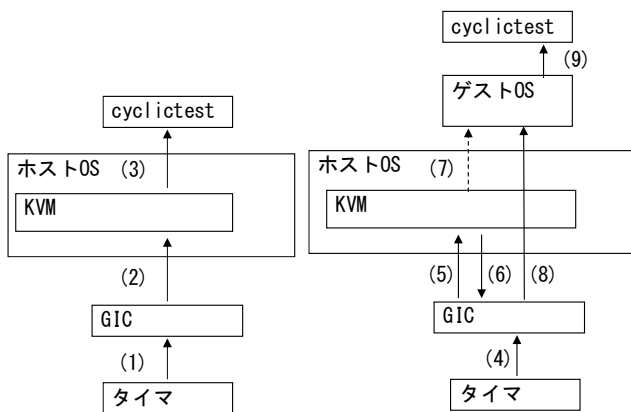 cyclictest
ホストOS (3)
KVM
(2)
GIC
(1)
タイマ
cyclictest
(9)
ゲストOS
ホストOS (7)
KVM
(5) (6) (8)
GIC
(4)
タイマ